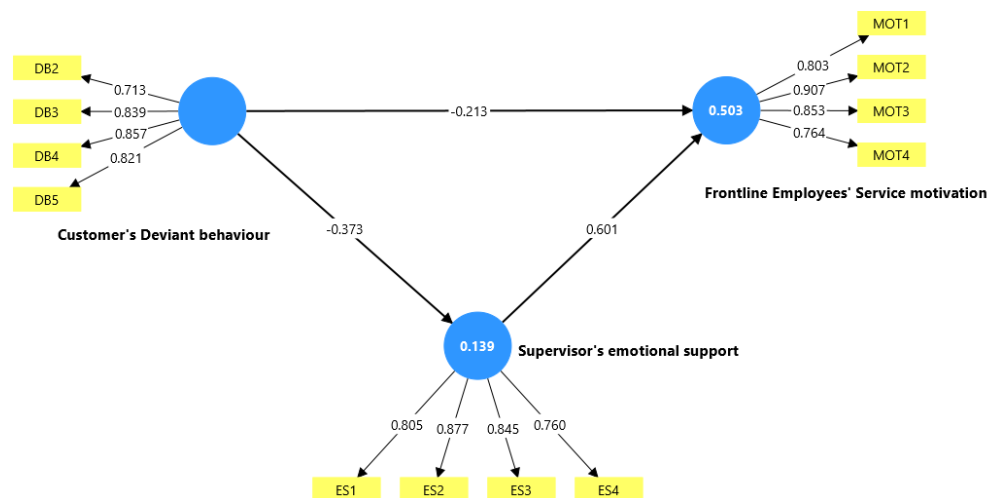 MOT1
DB2
0.713
0.803
MOT2
0.907
DB3
0.839
-0.213
0.503
0.853
MOT3
0.857
0.764
DB4
0.821
MOT4
DB5
Frontline Employees' Service motivation
Customer's Deviant behaviour
-0.373
0.601
0.139
Supervisor's emotional support
0.805
0.877
0.845
0.760
ES1
ES2
ES3
ES4